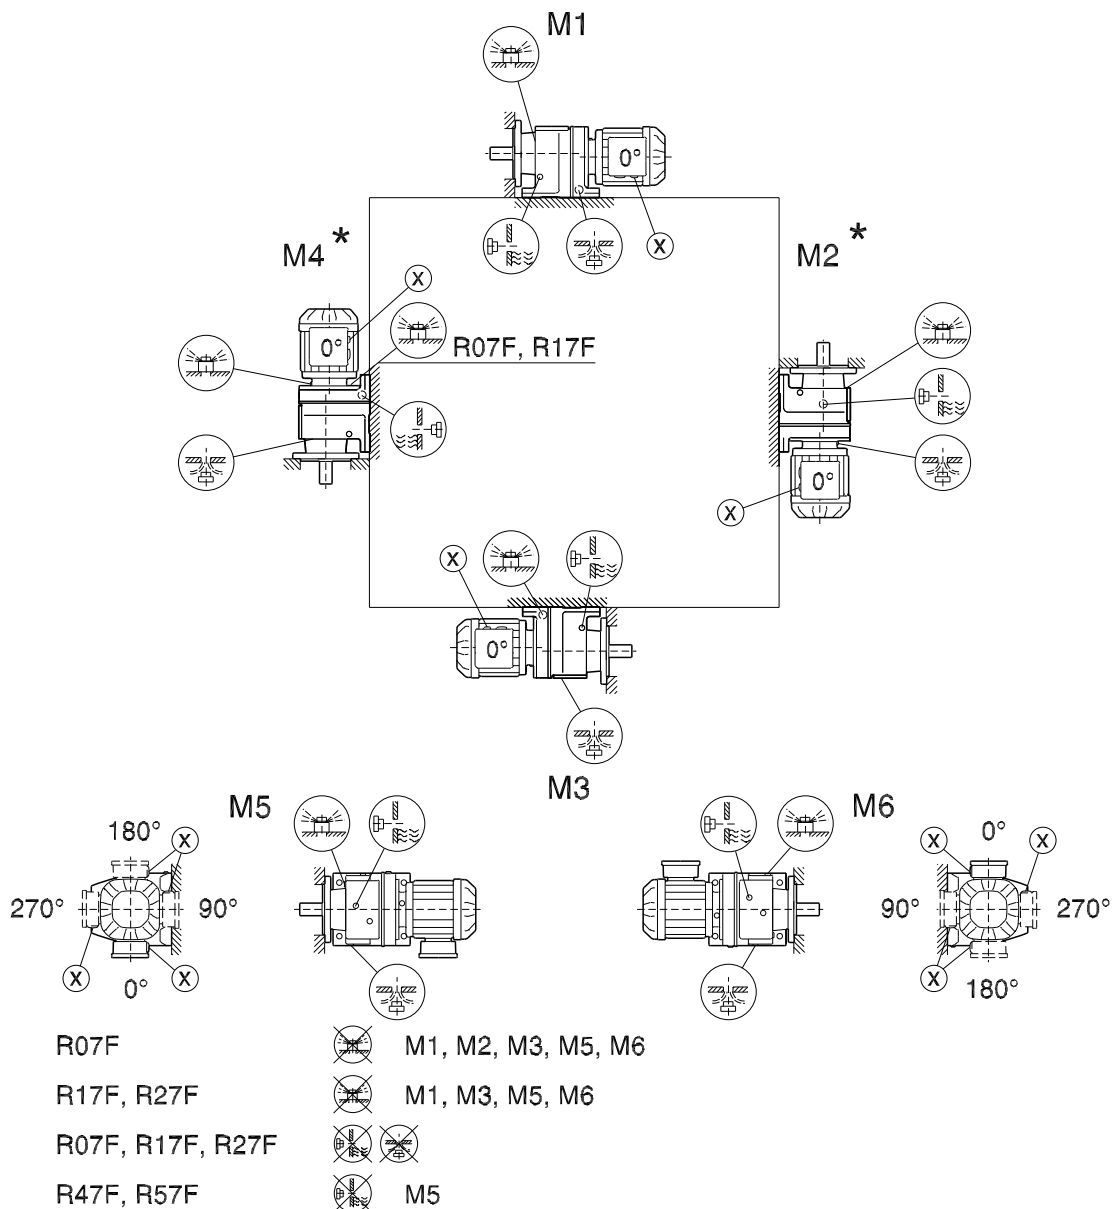 M1
0°
X
M4 *
M2 *
X
0°
R07F, R17F
0°
X
X
0°
M3
M5
M6
180°
X
270°
90°
X
0°
X
0°
X
X
90°
270°
X
180°
R07F M1, M2, M3, M5, M6
R17F, R27F M1, M3, M5, M6
R07F, R17F, R27F
R47F, R57F M5